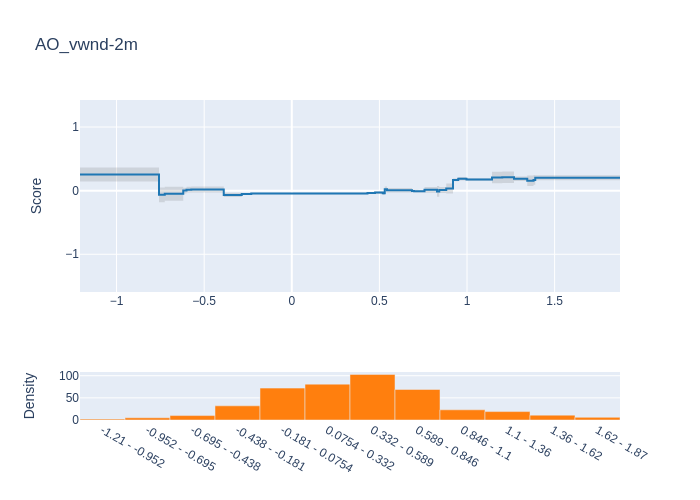 AO_vwnd-2m
Score
1
0
−1
−1
−0.5
0
0.5
1
1.5
Density
100
50
0
-1.21 - -0.952
-0.952 - -0.695
-0.695 - -0.438
-0.438 - -0.181
-0.181 - 0.0754
0.0754 - 0.332
0.332 - 0.589
0.589 - 0.846
0.846 - 1.1
1.1 - 1.36
1.36 - 1.62
1.62 - 1.87